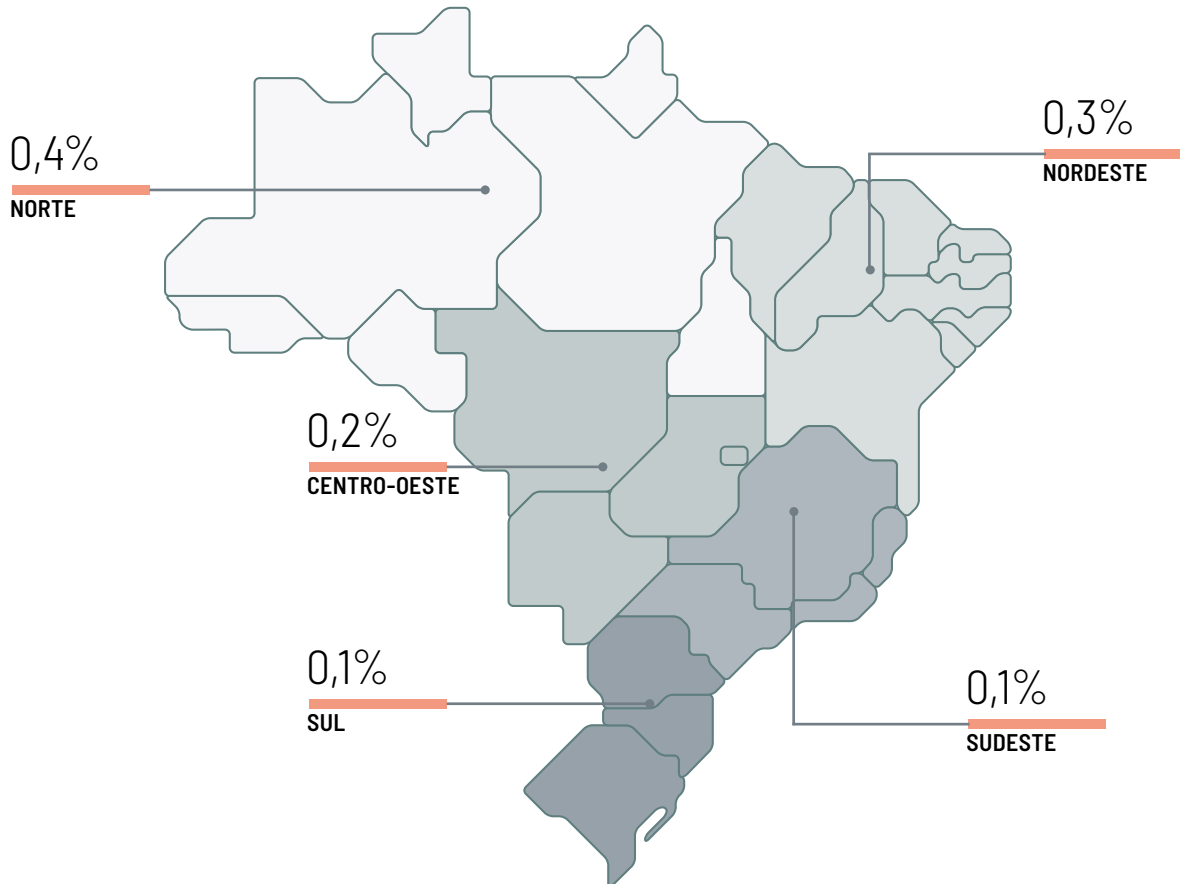 0,3%
NORDESTE
0,4%
NORTE
0,2%
CENTRO-OESTE
0,1%
SUL
0,1%
SUDESTE